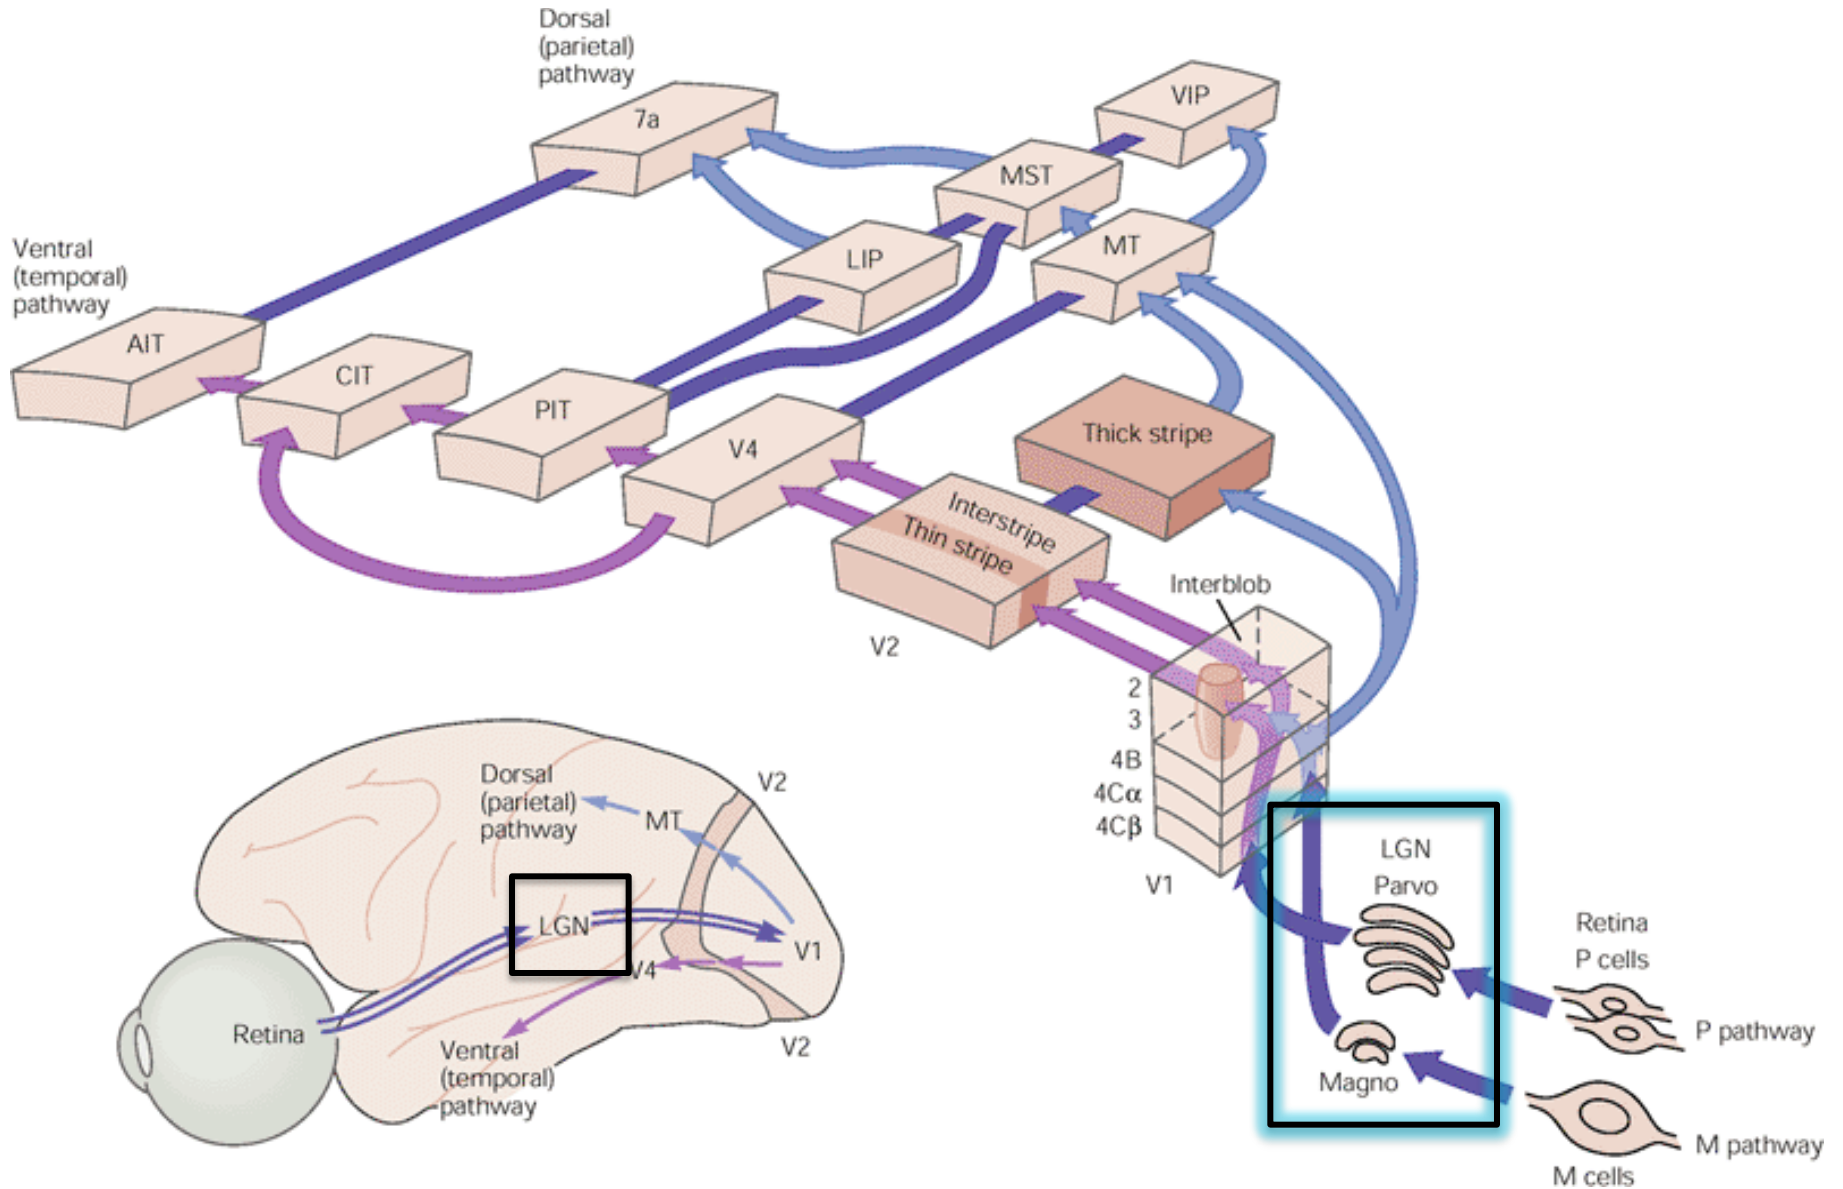 Dorsal
(parietal)
pathway
VIP
7a
MST
MT
LIP
Ventral
(temporal)
pathway
AIT
CIT
PIT
V4
Thick stripe
Interstripe
Thin stripe
V2
Interblob
2
3
4B
4Cα
4Cβ
V1
LGN
Parvo
Magno
Retina
P cells
P pathway
M pathway
M cells
Dorsal
(parietal)
pathway
MT
V2
LGN
V1
V4
Retina
V2
Ventral
(temporal)
pathway